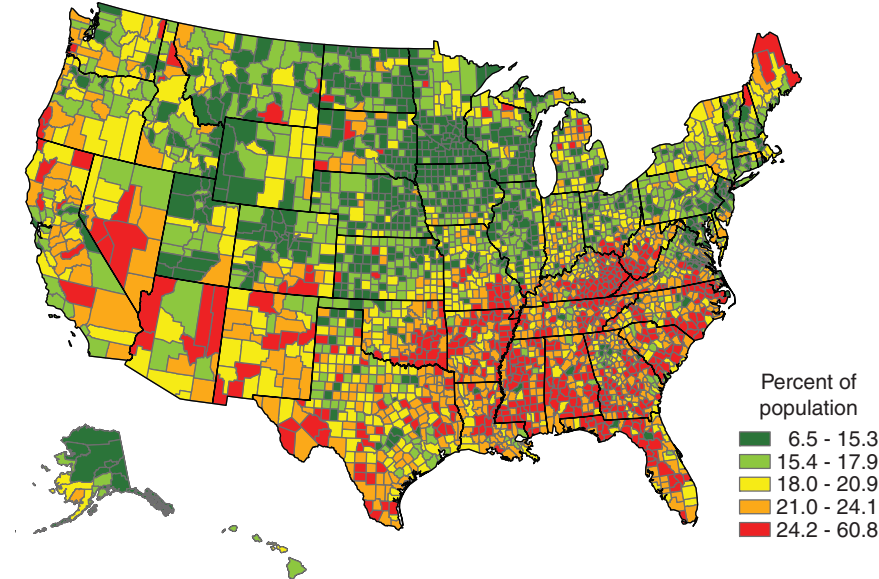 Percent of
population
6.5 - 15.3
15.4 - 17.9
18.0 - 20.9
21.0 - 24.1
24.2 - 60.8